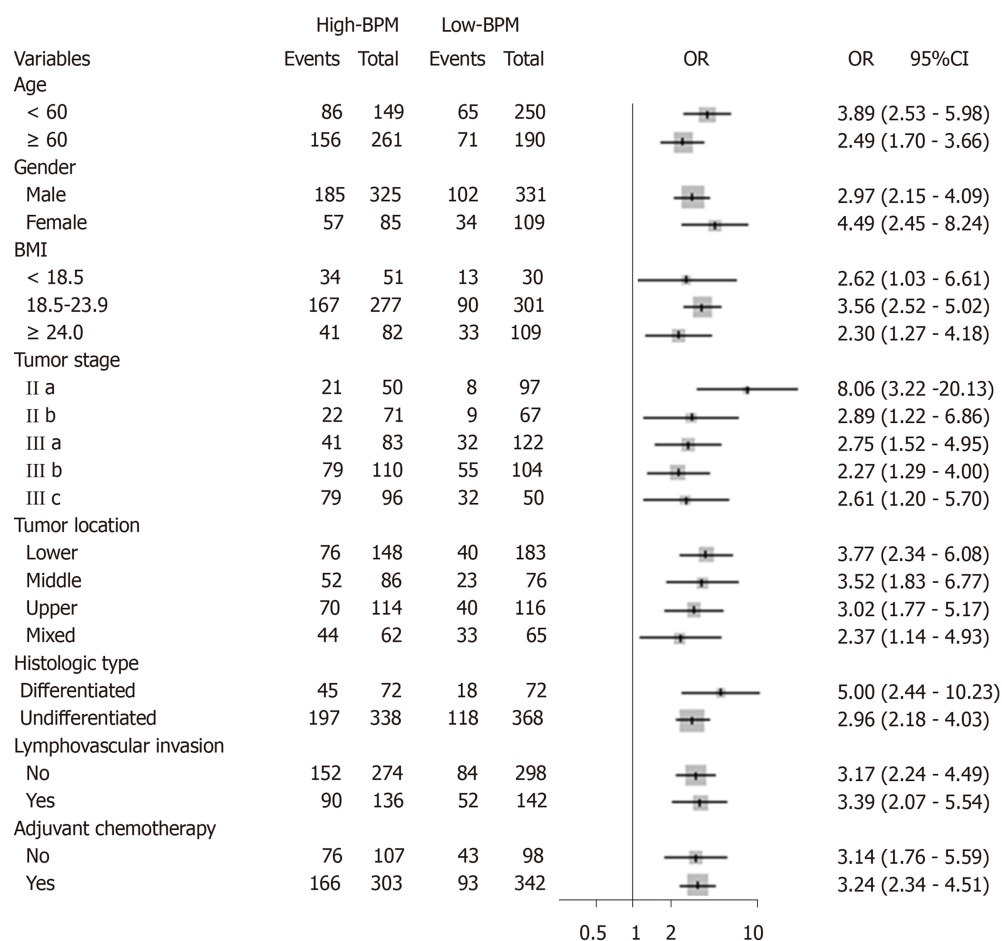 High-BPM Low-BPM
Variables Events Total Events Total OR OR 95%CI
Age
< 60 86 149 65 250 3.89 (2.53 - 5.98)
≥ 60 156 261 71 190 2.49 (1.70 - 3.66)
Gender
Male 185 325 102 331 2.97 (2.15 - 4.09)
Female 57 85 34 109 4.49 (2.45 - 8.24)
BMI
< 18.5 34 51 13 30 2.62 (1.03 - 6.61)
18.5-23.9 167 277 90 301 3.56 (2.52 - 5.02)
≥ 24.0 41 82 33 109 2.30 (1.27 - 4.18)
Tumor stage
II a 21 50 8 97 8.06 (3.22 -20.13)
II b 22 71 9 67 2.89 (1.22 - 6.86)
III a 41 83 32 122 2.75 (1.52 - 4.95)
III b 79 110 55 104 2.27 (1.29 - 4.00)
III c 79 96 32 50 2.61 (1.20 - 5.70)
Tumor location
Lower 76 148 40 183 3.77 (2.34 - 6.08)
Middle 52 86 23 76 3.52 (1.83 - 6.77)
Upper 70 114 40 116 3.02 (1.77 - 5.17)
Mixed 44 62 33 65 2.37 (1.14 - 4.93)
Histologic type
Differentiated 45 72 18 72 5.00 (2.44 - 10.23)
Undifferentiated 197 338 118 368 2.96 (2.18 - 4.03)
Lymphovascular invasion
No 152 274 84 298 3.17 (2.24 - 4.49)
Yes 90 136 52 142 3.39 (2.07 - 5.54)
Adjuvant chemotherapy
No 76 107 43 98 3.14 (1.76 - 5.59)
Yes 166 303 93 342 3.24 (2.34 - 4.51)
0.5 1 2 10